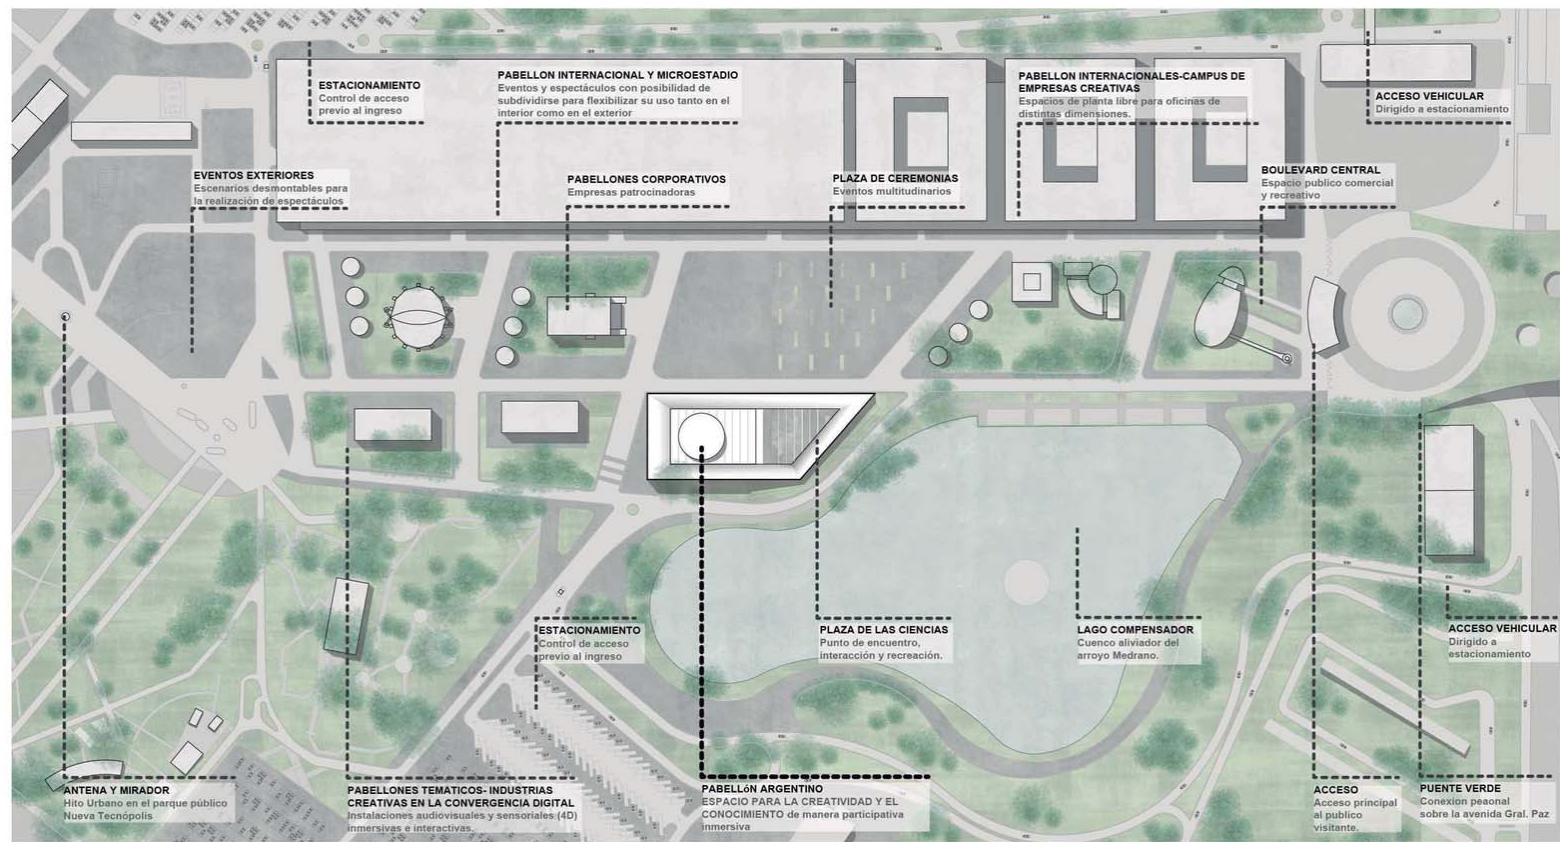 ESTACIONAMIENTO
Control de acceso
previo al ingreso
PABELLON INTERNACIONAL Y MICROESTADIO
Eventos y espectáculos con posibilidad de
subdividirse para flexibilizar su uso tanto en el
interior como en el exterior
PABELLON INTERNACIONALES-CAMPUS DE
EMPRESAS CREATIVAS
Espacios de planta libre para oficinas de
distintas dimensiones.
ACCESO VEHICULAR
Dirigido a estacionamiento
EVENTOS EXTERIORES
Escenarios desmontables para
la realización de espectáculos
PABELLONES CORPORATIVOS
Empresas patrocinadoras
PLAZA DE CEREMONIAS
Eventos multitudinarios
BOULEVARD CENTRAL
Espacio publico comercial
y recreativo
ESTACIONAMIENTO
Control de acceso
previo al ingreso
PLAZA DE LAS CIENCIAS
Punto de encuentro,
interacción y recreación.
LAGO COMPENSADOR
Cuenco aliviador del
arroyo Medrano.
ACCESO VEHICULAR
Dirigido a
estacionamiento
ANTENA Y MIRADOR
Hito Urbano en el parque público
Nueva Tecnópolis
PABELLONES TEMATICOS- INDUSTRIAS
CREATIVAS EN LA CONVERGENCIA DIGITAL
Instalaciones audiovisuales y sensoriales (4D)
inmersivas e interactivas.
PABELLóN ARGENTINO
ESPACIO PARA LA CREATIVIDAD Y EL
CONOCIMIENTO de manera participativa
inmersiva
ACCESO
Acceso principal
al publico
visitante.
PUENTE VERDE
Conexion peaonal
sobre la avenida Gral. Paz